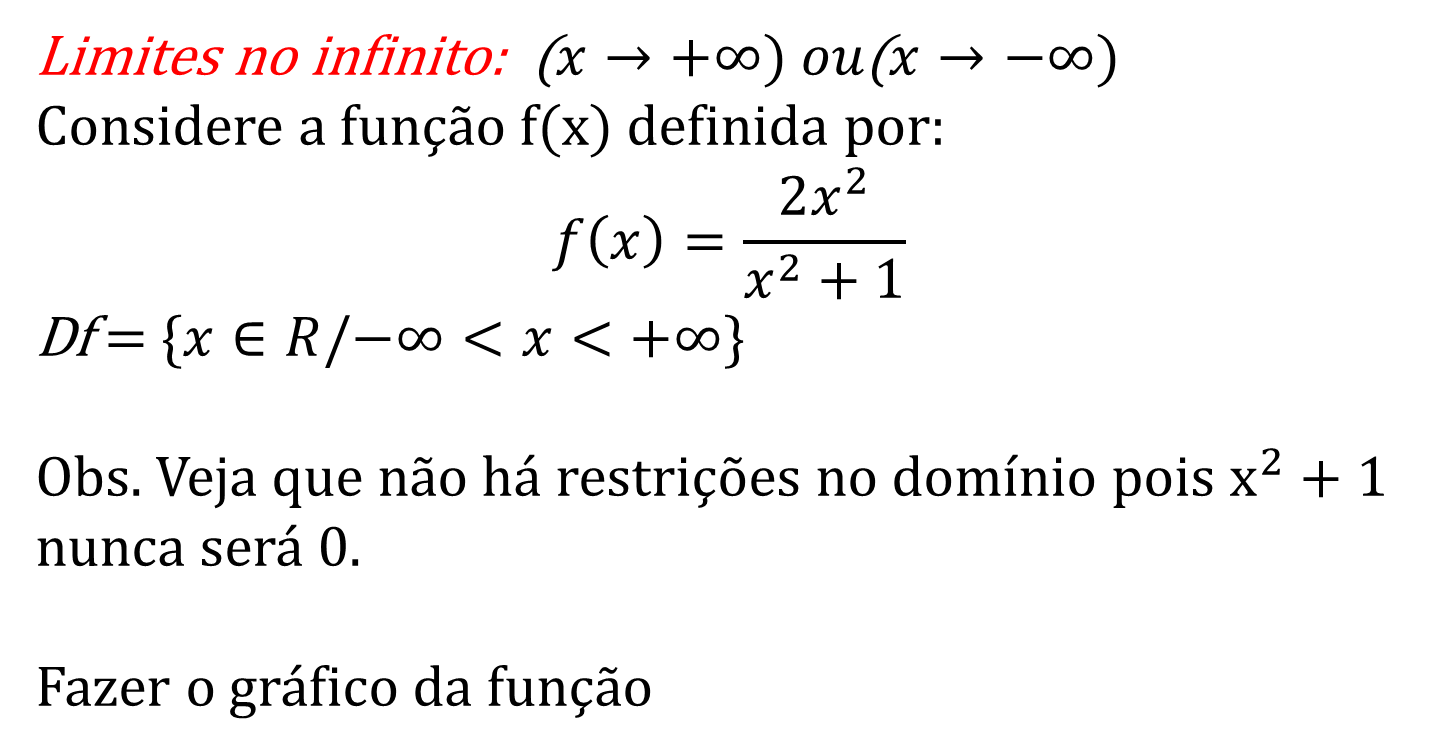 Limites no infinito: (x → +∞) ou(x → −∞)
Considere a função f(x) definida por:
f(x) = 2x² / x² + 1
Df= {x ∈ R/−∞ < x < +∞}
Obs. Veja que não há restrições no domínio pois x² + 1
nunca será 0.
Fazer o gráfico da função